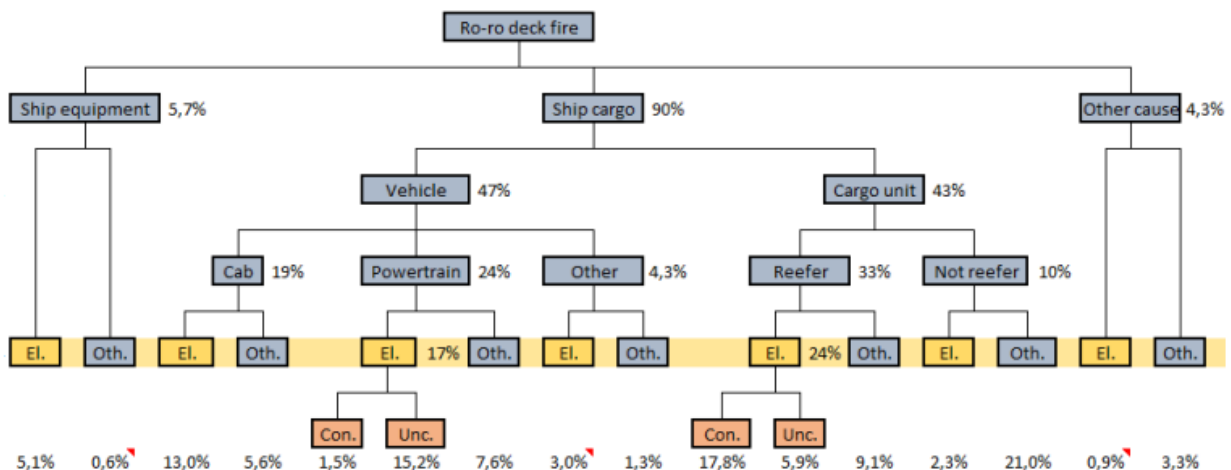 Ro-ro deck fire
Ship equipment 5,7% Ship cargo 90% Other cause 4,3%
Vehicle 47% Cargo unit 43%
Cab 19% Powertrain 24% Other 4,3% Reefer 33% Not reefer 10%
El. Oth. El. Oth. El. 17% Oth. El. Oth. El. 24% Oth. El. Oth. El. Oth.
Con. Unc. Con. Unc.
5,1% 0,6% 13,0% 5,6% 1,5% 15,2% 7,6% 3,0% 1,3% 17,8% 5,9% 9,1% 2,3% 21,0% 0,9% 3,3%